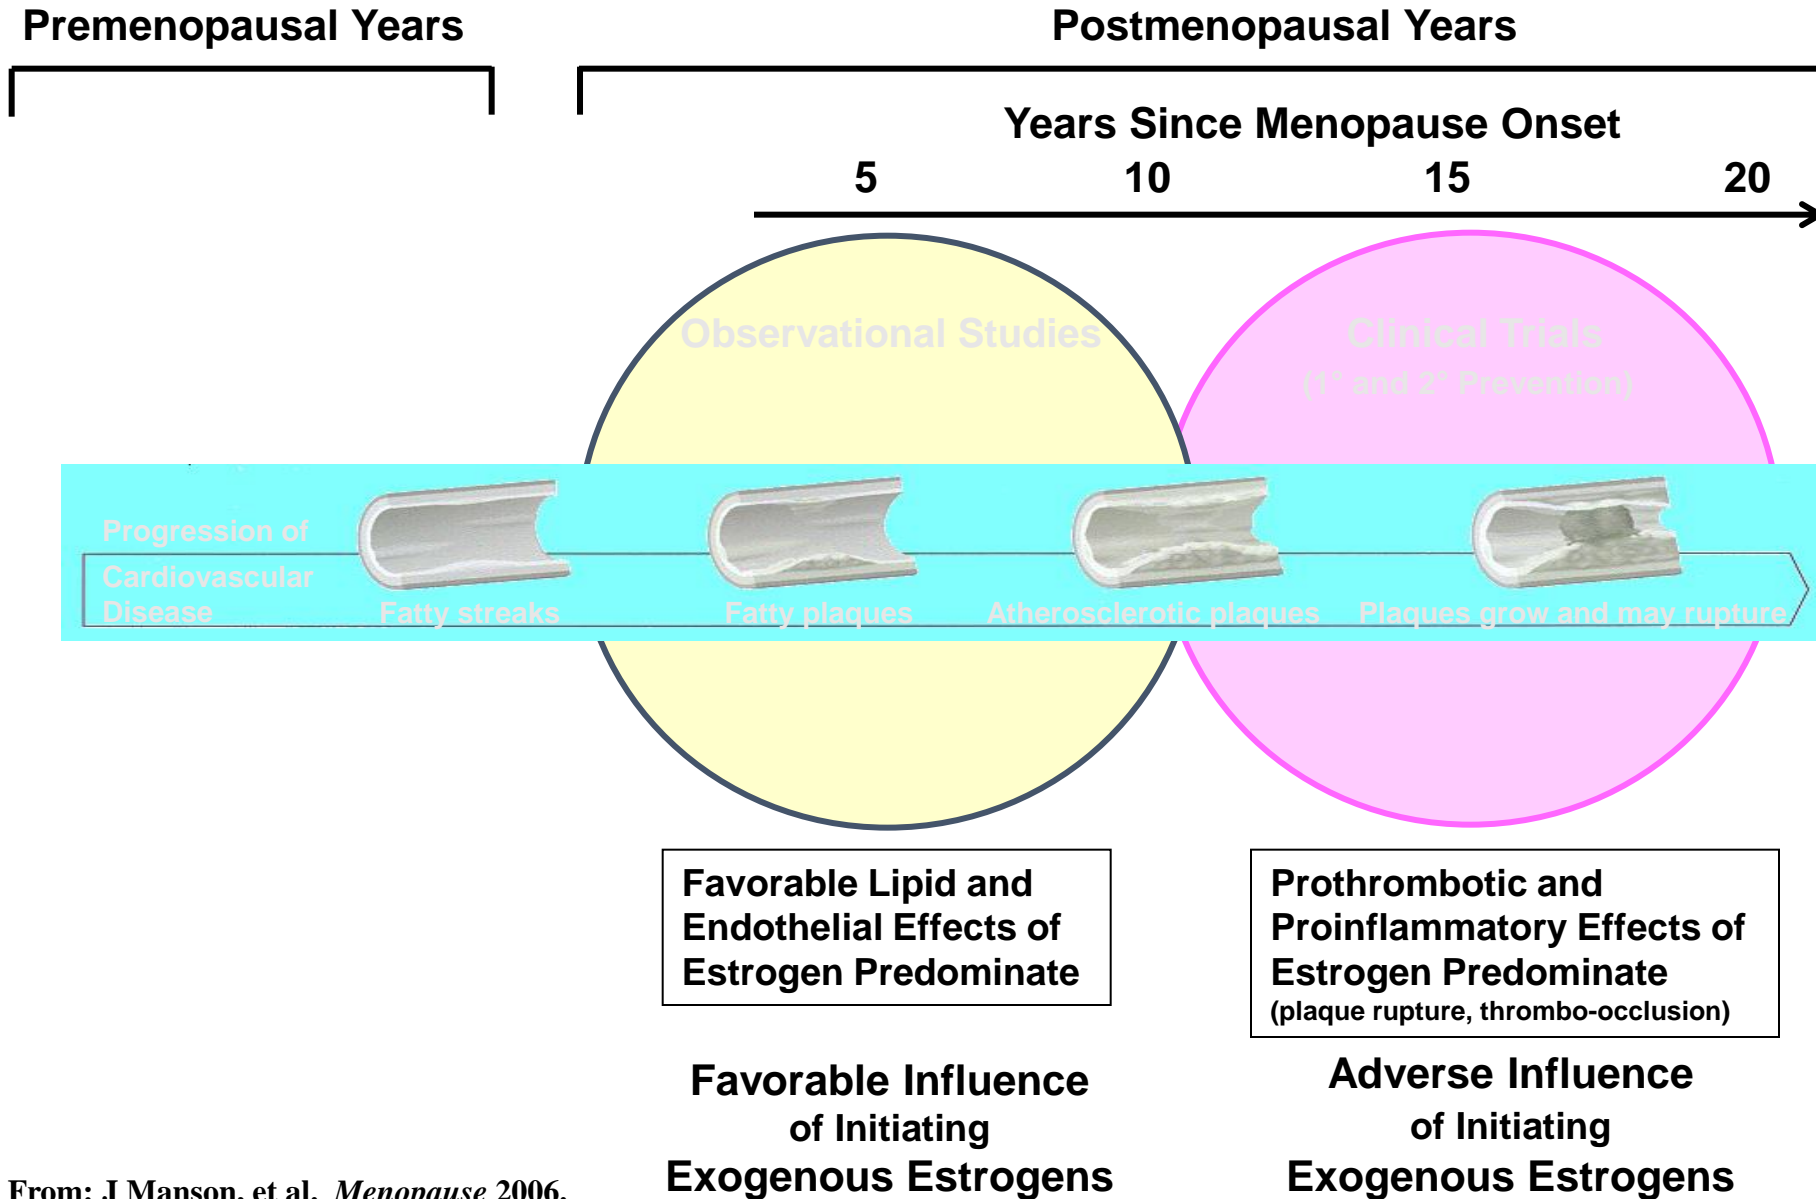 Premenopausal Years
Postmenopausal Years
Years Since Menopause Onset
5 10 15 20
Observational Studies
Clinical Trials
(1° and 2° Prevention)
Progression of
Cardiovascular
Disease
Fatty streaks
Fatty plaques
Atherosclerotic plaques
Plaques grow and may rupture
Favorable Lipid and
Endothelial Effects of
Estrogen Predominate
Prothrombotic and
Proinflammatory Effects of
Estrogen Predominate
(plaque rupture, thrombo-occlusion)
Favorable Influence
of Initiating
Exogenous Estrogens
Adverse Influence
of Initiating
Exogenous Estrogens
From: J Manson, et al. Menopause 2006.